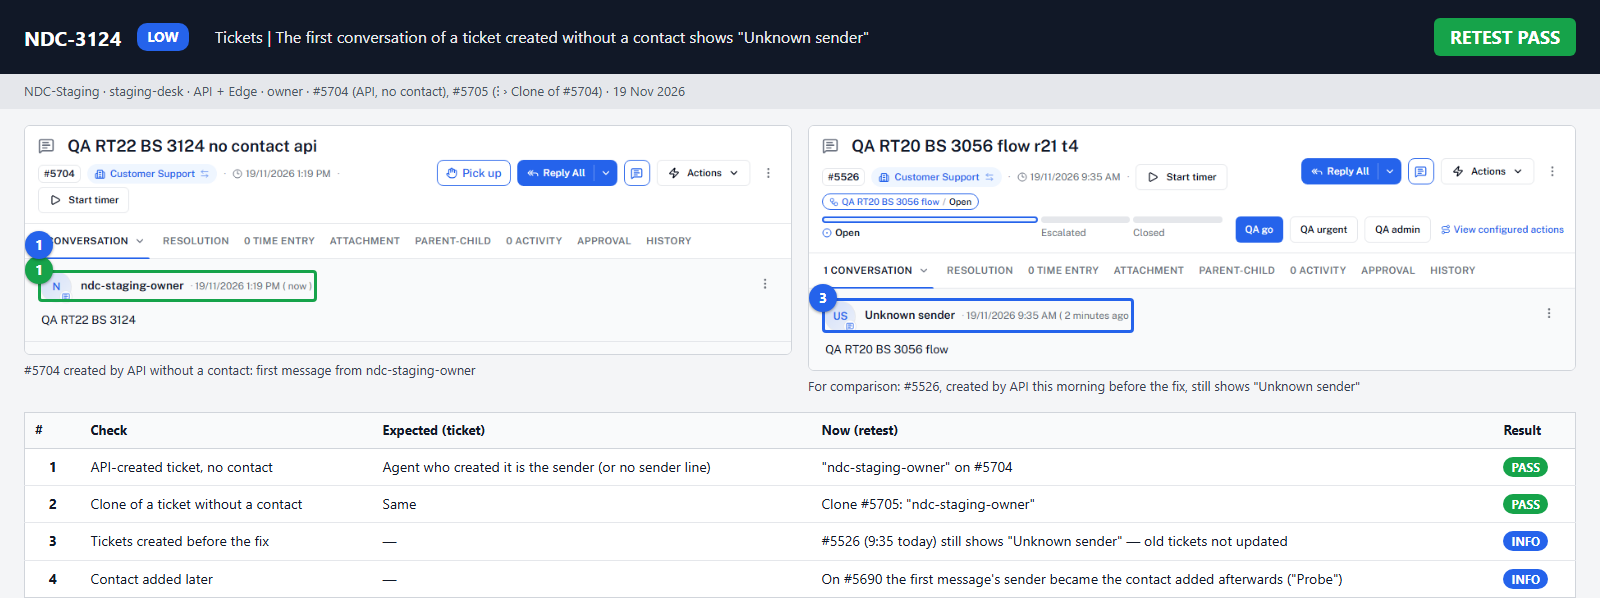 NDC-3124 LOW Tickets | The first conversation of a ticket created without a contact shows "Unknown sender" RETEST PASS
NDC-Staging · staging-desk · API + Edge · owner · #5704 (API, no contact), #5705 (⋮ › Clone of #5704) · 19 Nov 2026
QA RT22 BS 3124 no contact api
#5704 Customer Support · 19/11/2026 1:19 PM · Pick up Reply All Actions
Start timer
1 ONVERSATION RESOLUTION 0 TIME ENTRY ATTACHMENT PARENT-CHILD 0 ACTIVITY APPROVAL HISTORY
1
N ndc-staging-owner · 19/11/2026 1:19 PM ( now )
QA RT22 BS 3124
#5704 created by API without a contact: first message from ndc-staging-owner
QA RT20 BS 3056 flow r21 t4
#5526 Customer Support · 19/11/2026 9:35 AM · Start timer Reply All Actions
QA RT20 BS 3056 flow / Open
Open Escalated Closed QA go QA urgent QA admin View configured actions
1 CONVERSATION RESOLUTION 0 TIME ENTRY ATTACHMENT PARENT-CHILD 0 ACTIVITY APPROVAL HISTORY
3
US Unknown sender · 19/11/2026 9:35 AM ( 2 minutes ago
QA RT20 BS 3056 flow
For comparison: #5526, created by API this morning before the fix, still shows "Unknown sender"
# Check Expected (ticket) Now (retest) Result
1 API-created ticket, no contact Agent who created it is the sender (or no sender line) "ndc-staging-owner" on #5704 PASS
2 Clone of a ticket without a contact Same Clone #5705: "ndc-staging-owner" PASS
3 Tickets created before the fix — #5526 (9:35 today) still shows "Unknown sender" — old tickets not updated INFO
4 Contact added later — On #5690 the first message's sender became the contact added afterwards ("Probe") INFO